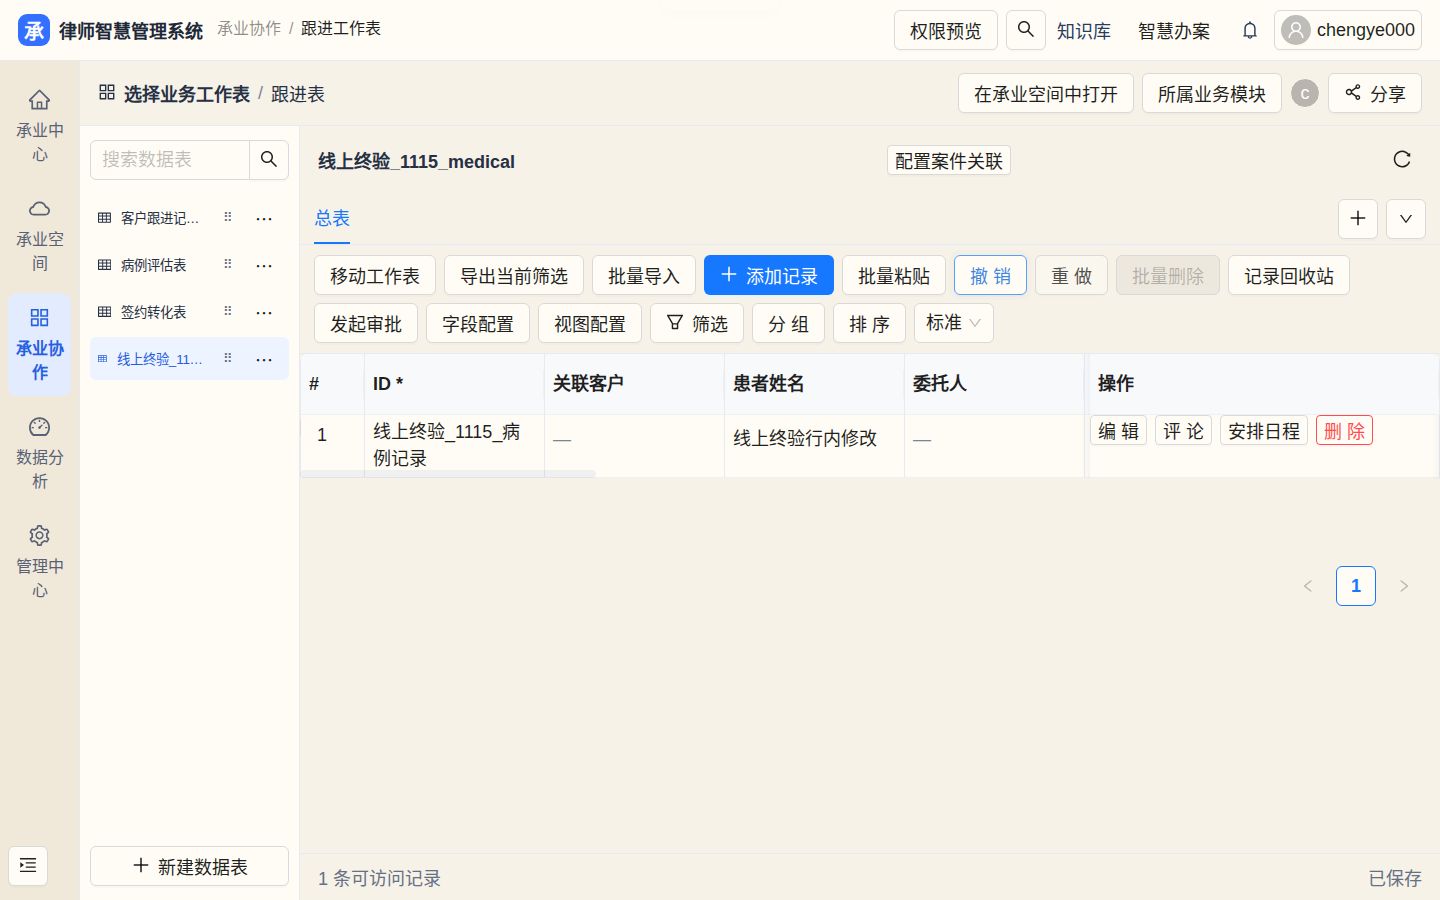 承 律师智慧管理系统 承业协作 / 跟进工作表 权限预览 知识库 智慧办案 chengye000
选择业务工作表 / 跟进表 在承业空间中打开 所属业务模块 c 分享
承业中
心
承业空
间
承业协
作
数据分
析
管理中
心
搜索数据表
客户跟进记...
病例评估表
签约转化表
线上终验_11...
新建数据表
线上终验_1115_medical 配置案件关联
总表
移动工作表 导出当前筛选 批量导入 添加记录 批量粘贴 撤 销 重 做 批量删除 记录回收站
发起审批 字段配置 视图配置 筛选 分 组 排 序 标准
# ID * 关联客户 患者姓名 委托人 操作
1 线上终验_1115_病 — 线上终验行内修改 — 编 辑 评 论 安排日程 删 除
例记录
1
1 条可访问记录 已保存